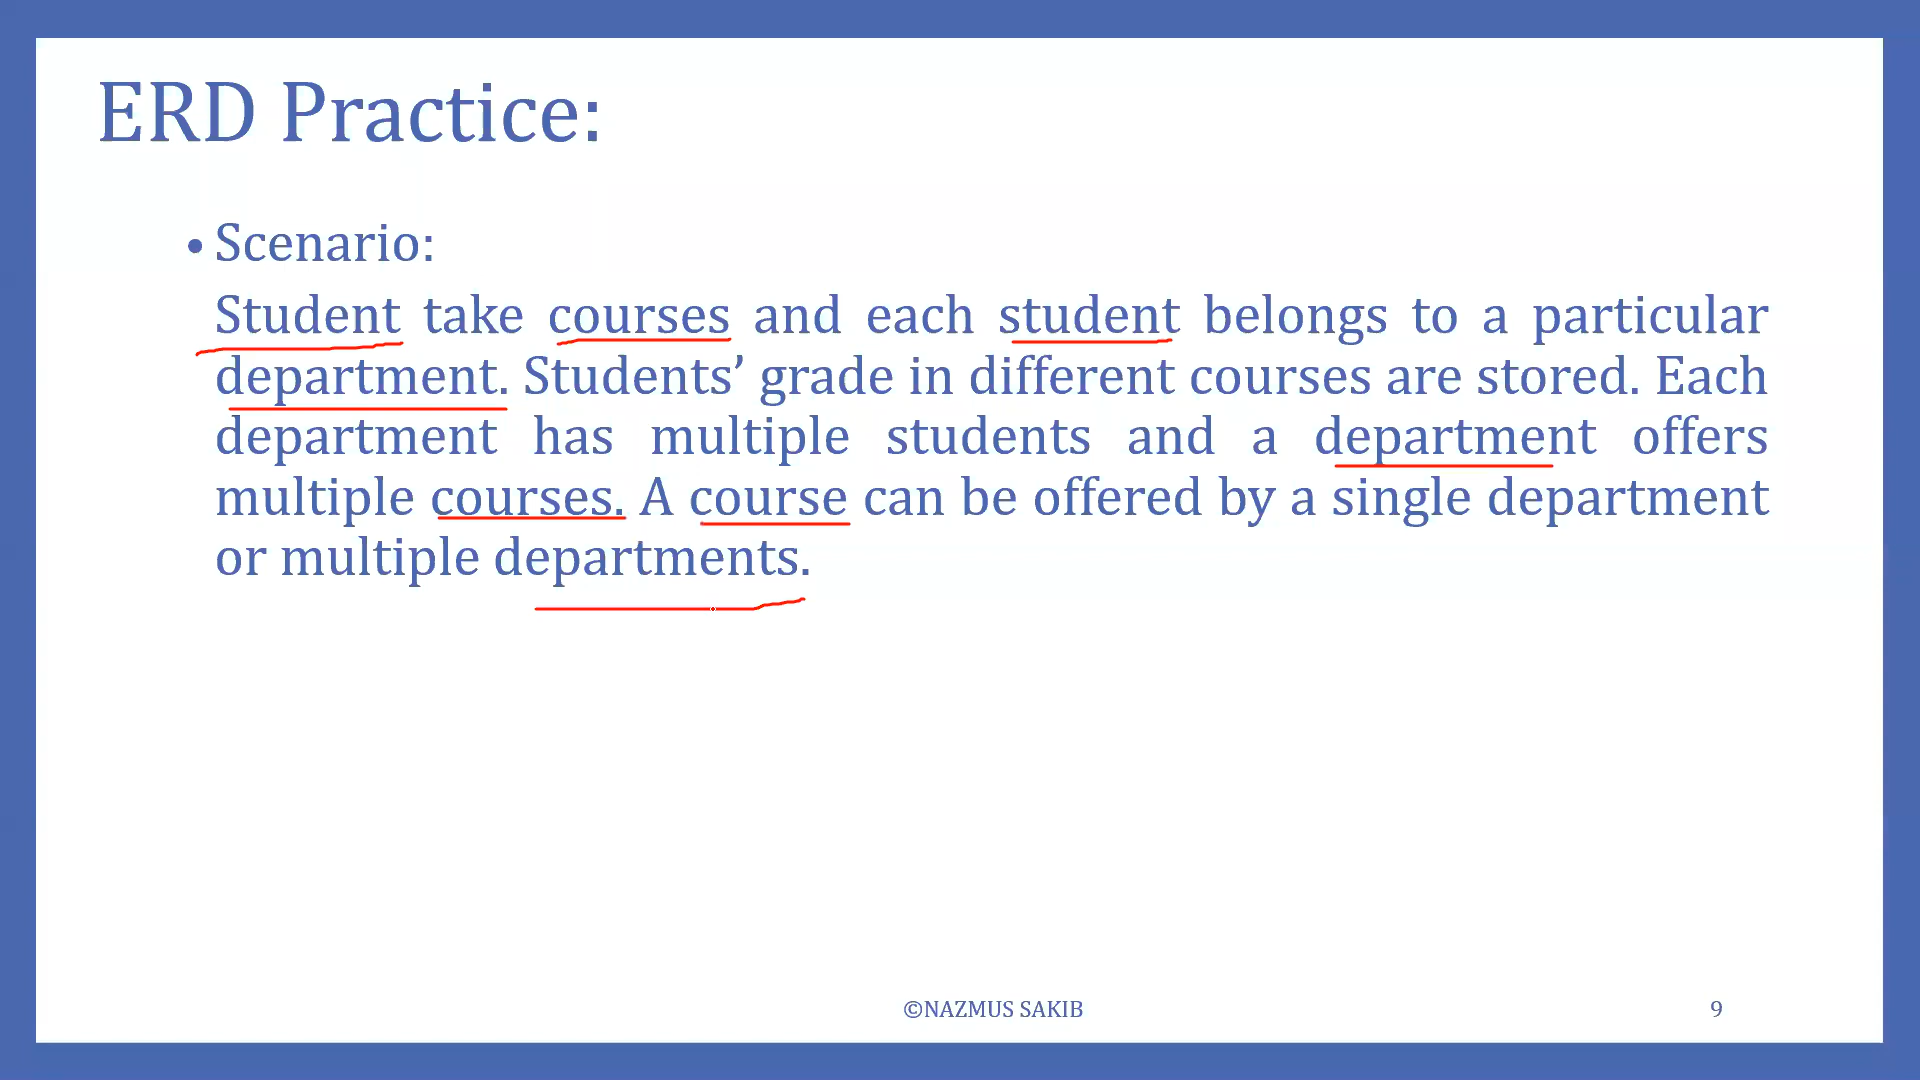 ERD Practice:
• Scenario:
Student take courses and each student belongs to a particular
department. Students’ grade in different courses are stored. Each
department has multiple students and a department offers
multiple courses. A course can be offered by a single department
or multiple departments.
©NAZMUS SAKIB
9